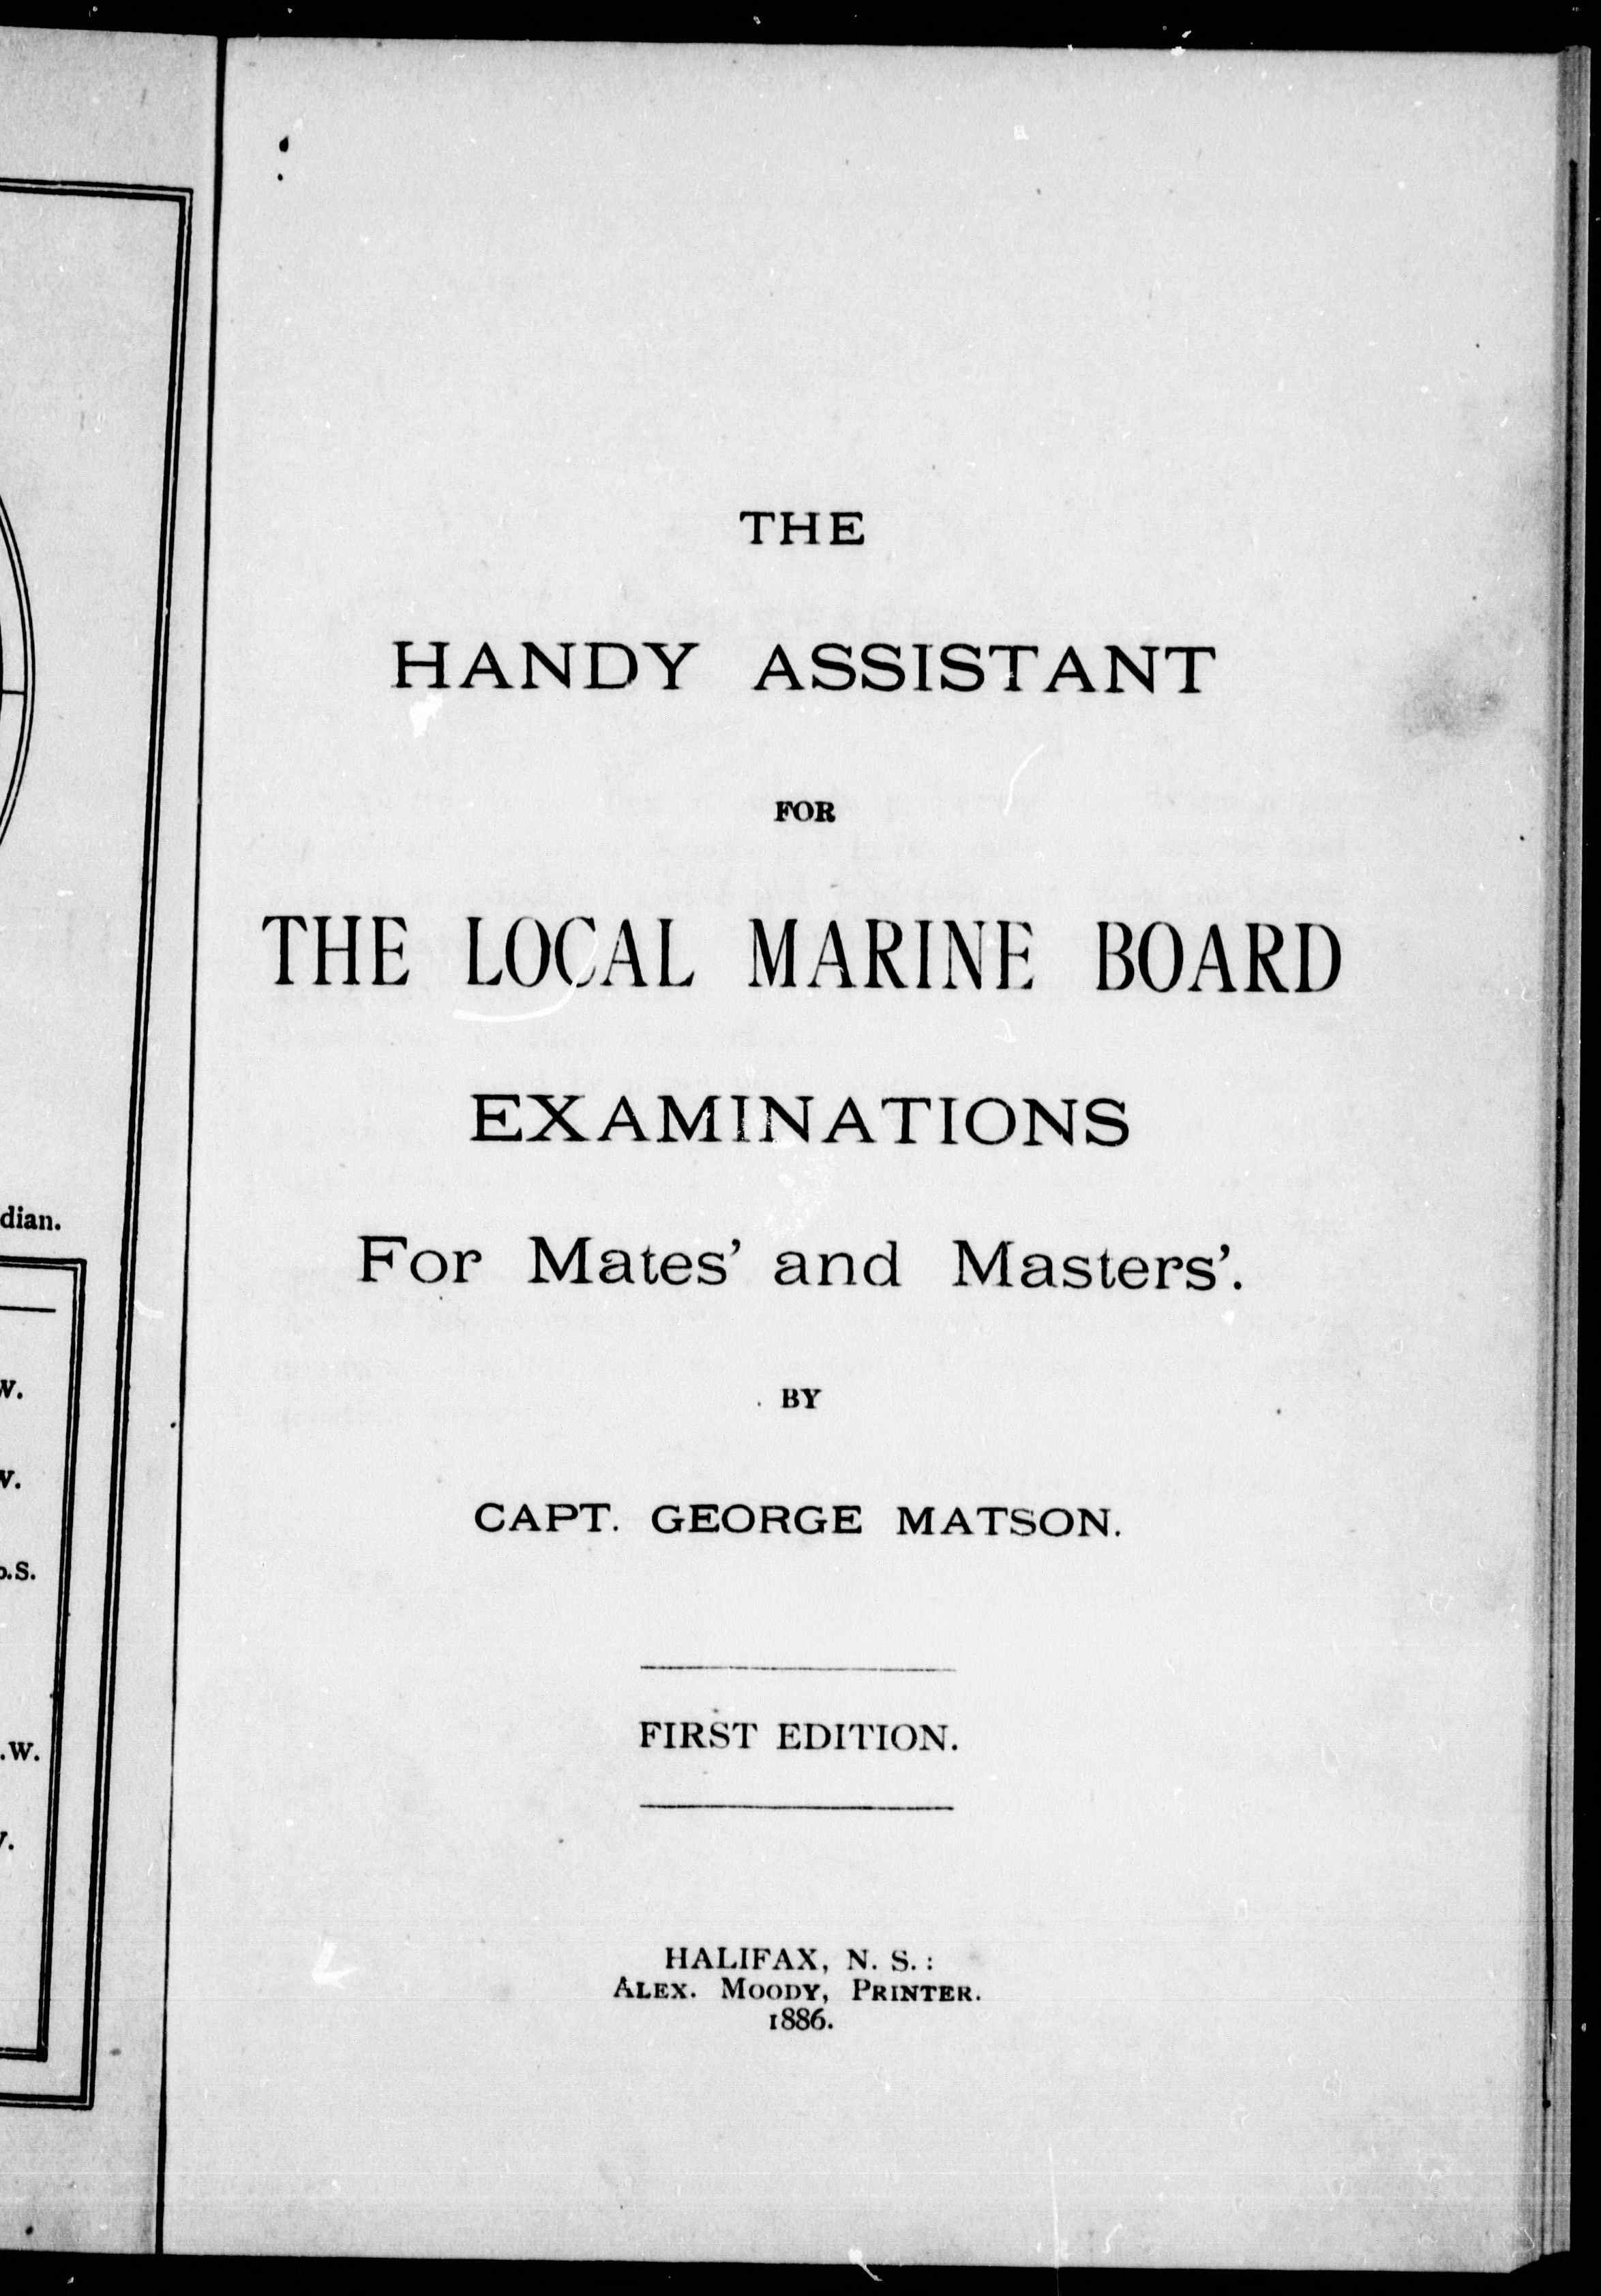 THE
HANDY ASSISTANT
FOR
THE LOCAL MARINE BOARD
EXAMINATIONS
For Mates' and Masters'.
BY
CAPT. GEORGE MATSON.
FIRST EDITION.
HALIFAX, N. S.:
ALEX. MOODY, PRINTER.
1886.
dian.
W.
W.
o.S.
.W.